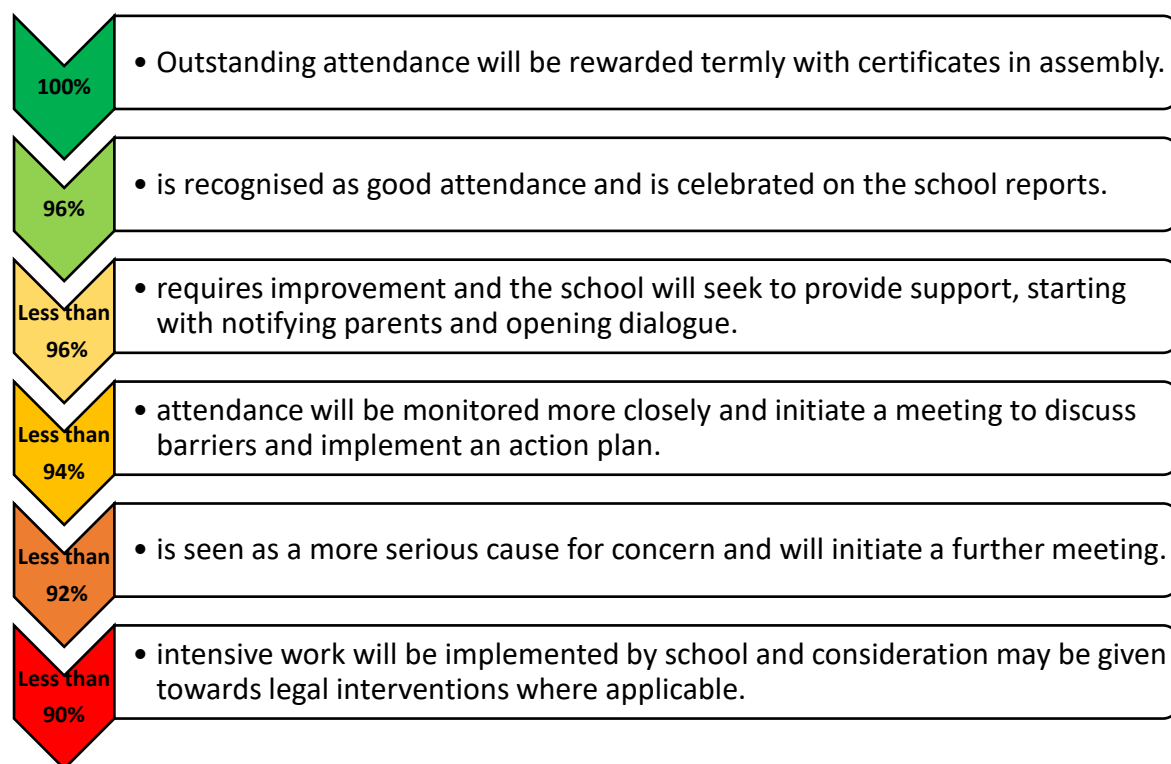 100%
• Outstanding attendance will be rewarded termly with certificates in assembly.
96%
• is recognised as good attendance and is celebrated on the school reports.
Less than
96%
• requires improvement and the school will seek to provide support, starting
with notifying parents and opening dialogue.
Less than
94%
• attendance will be monitored more closely and initiate a meeting to discuss
barriers and implement an action plan.
Less than
92%
• is seen as a more serious cause for concern and will initiate a further meeting.
Less than
90%
• intensive work will be implemented by school and consideration may be given
towards legal interventions where applicable.